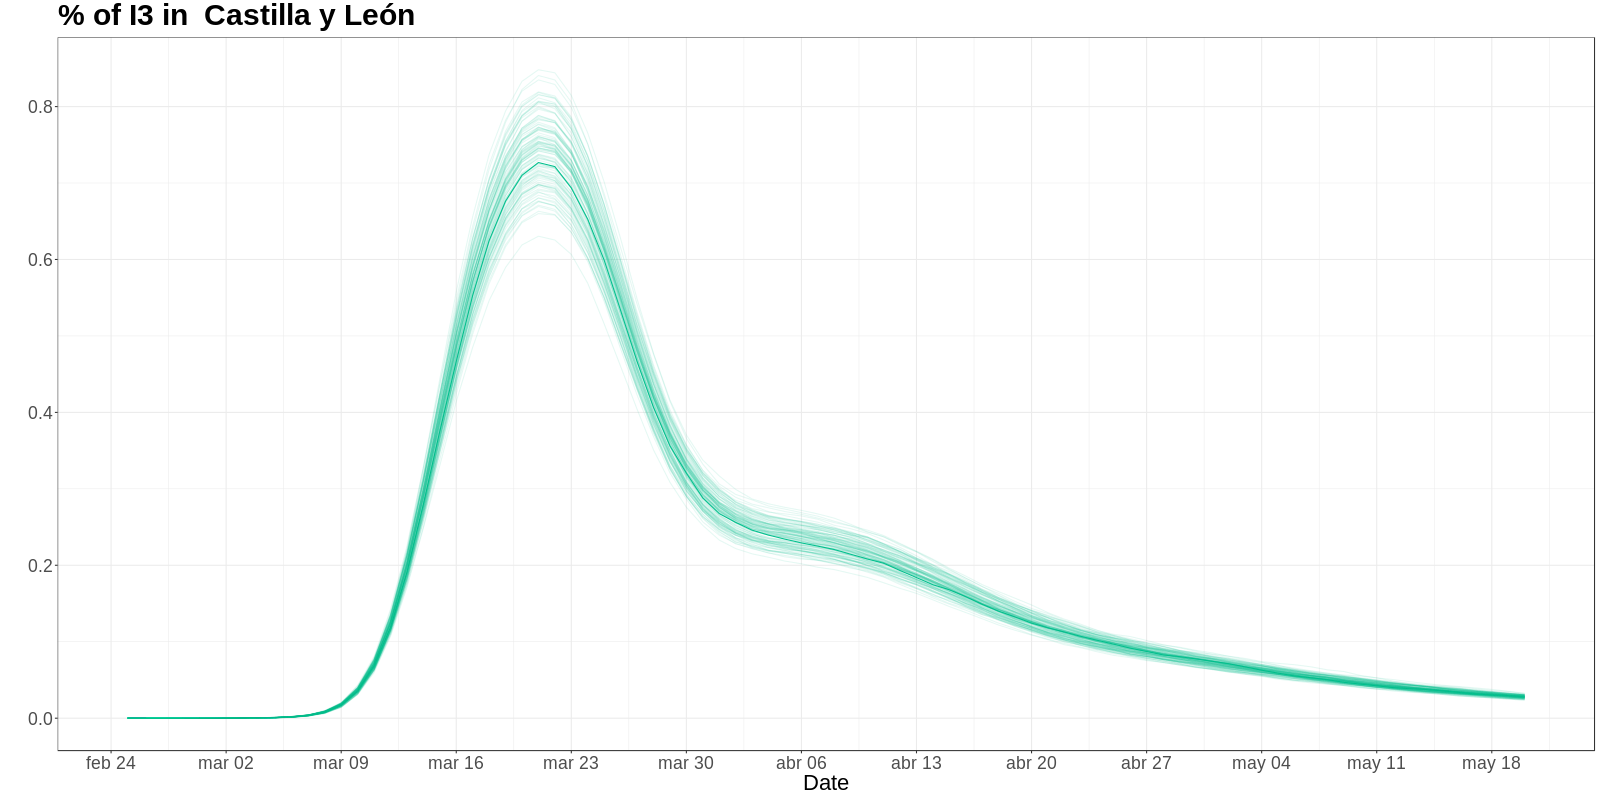 % of I3 in  Castilla y León
0.8
0.6
0.4
0.2
0.0
feb 24 mar 02 mar 09 mar 16 mar 23 mar 30 abr 06 abr 13 abr 20 abr 27 may 04 may 11 may 18
Date